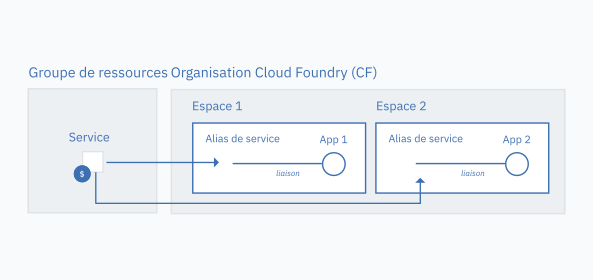 Groupe de ressources Organisation Cloud Foundry (CF)
Espace 1
Espace 2
Service
Alias de service
App 1
Alias de service
App 2
$
liaison
liaison